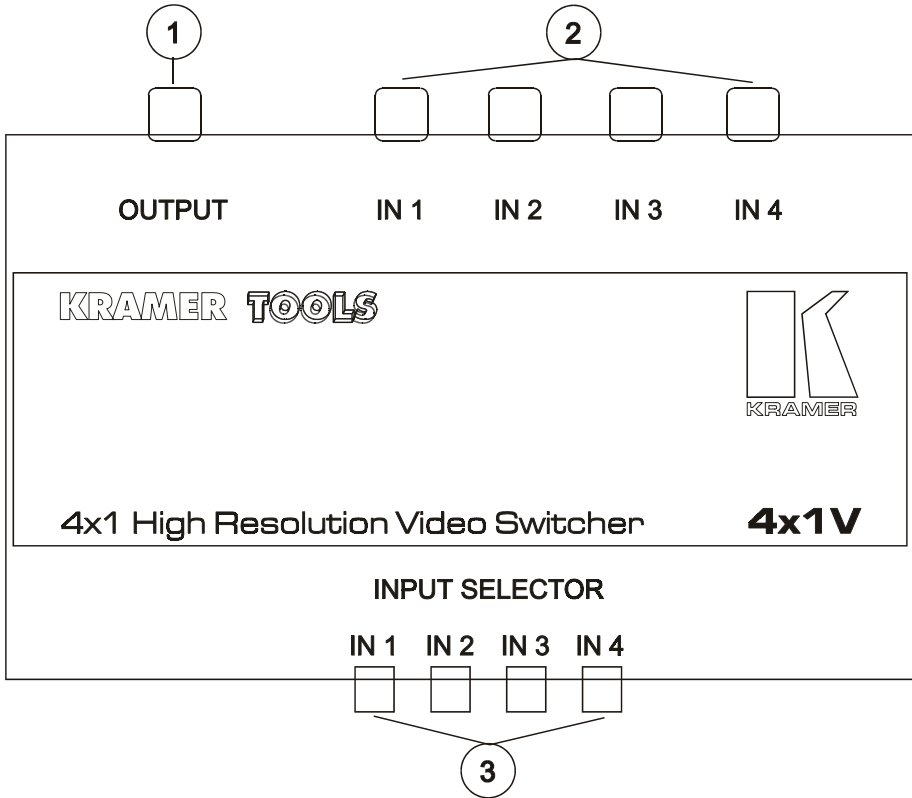 1 2
OUTPUT IN 1 IN 2 IN 3 IN 4
KRAMER TOOLS
KRAMER
4x1 High Resolution Video Switcher 4x1V
INPUT SELECTOR
IN 1 IN 2 IN 3 IN 4
3